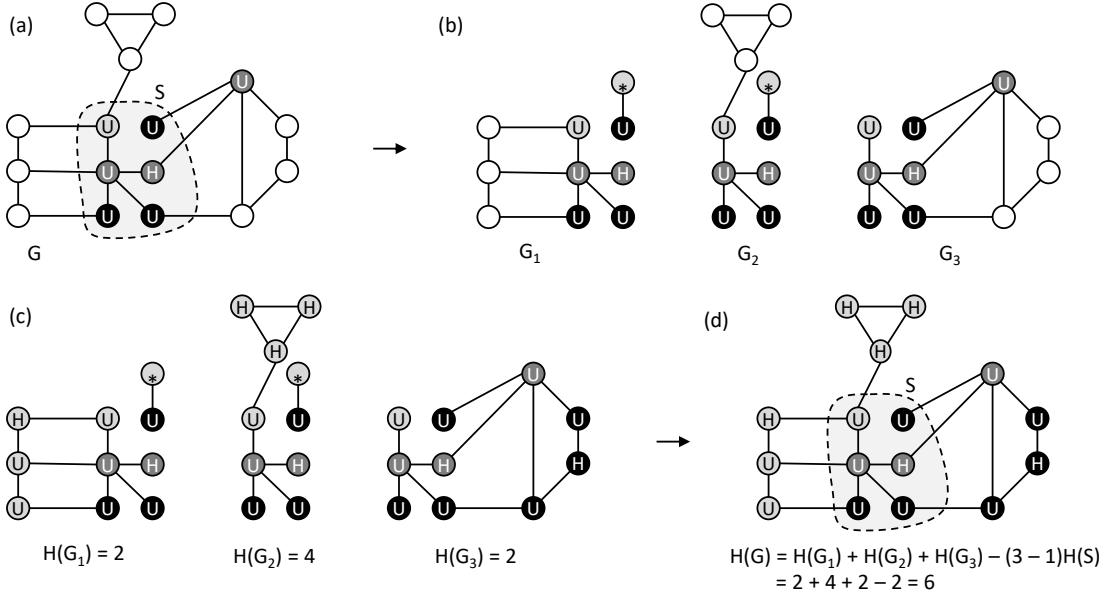 (a)
(b)
S
U
U
U
*
*
U
U
U
U
U
U
U
H
U
H
U
H
U
H
U
U
U
U
U
U
U
U
G
G1
G2
G3
(c)
(d)
H
H
H
H
H
H
*
*
U
U
S
H
U
U
U
U
U
U
U
H
U
U
U
U
U
H
U
H
U
H
H
U
U
H
H
U
U
U
U
U
U
U
U
U
U
U
U
U
H(G1) = 2
H(G2) = 4
H(G3) = 2
H(G) = H(G1) + H(G2) + H(G3) – (3 – 1)H(S)
= 2 + 4 + 2 – 2 = 6